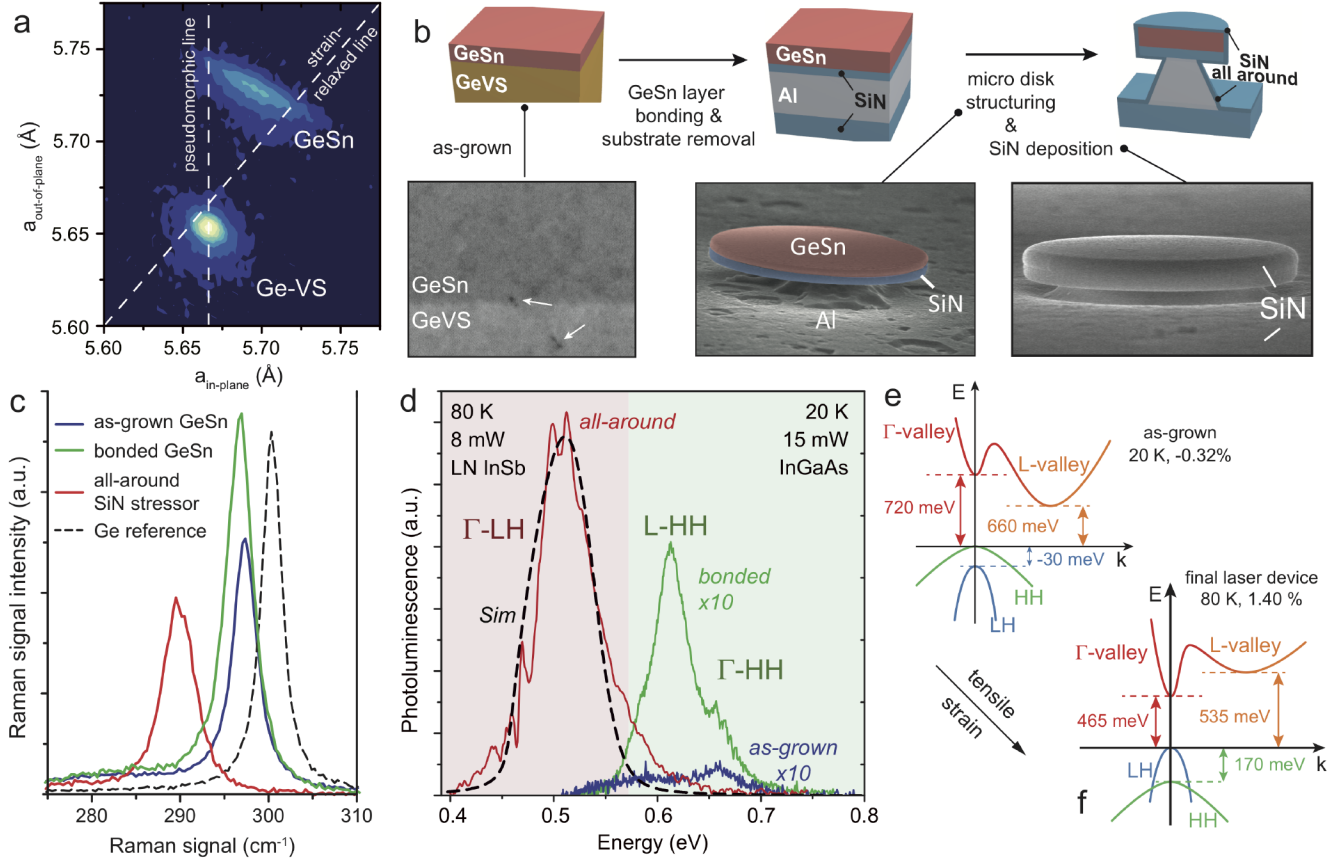 a
5.75
5.70
5.65
5.60
a out-of-plane (Å)
pseudomorphic line
strain-
relaxed line
GeSn
Ge-VS
5.60
5.65
5.70
5.75
a in-plane (Å)
b
GeSn
GeVS
GeSn layer
bonding &
substrate removal
GeSn
Al
SiN
micro disk
structuring
&
SiN deposition
SiN
all around
as-grown
GeSn
GeVS
GeSn
SiN
Al
SiN
c
as-grown GeSn
bonded GeSn
all-around
SiN stressor
Ge reference
Raman signal intensity (a.u.)
280
290
300
310
Raman signal (cm⁻¹)
d
80 K
8 mW
LN InSb
all-around
20 K
15 mW
InGaAs
Γ-LH
L-HH
Sim
bonded
x10
Γ-HH
as-grown
x10
Photoluminescence (a.u.)
0.4
0.5
0.6
0.7
0.8
Energy (eV)
e
E
Γ-valley
L-valley
as-grown
20 K, -0.32%
720 meV
660 meV
k
-30 meV
HH
LH
tensile
strain
final laser device
80 K, 1.40 %
E
Γ-valley
L-valley
465 meV
535 meV
k
LH
170 meV
HH
f